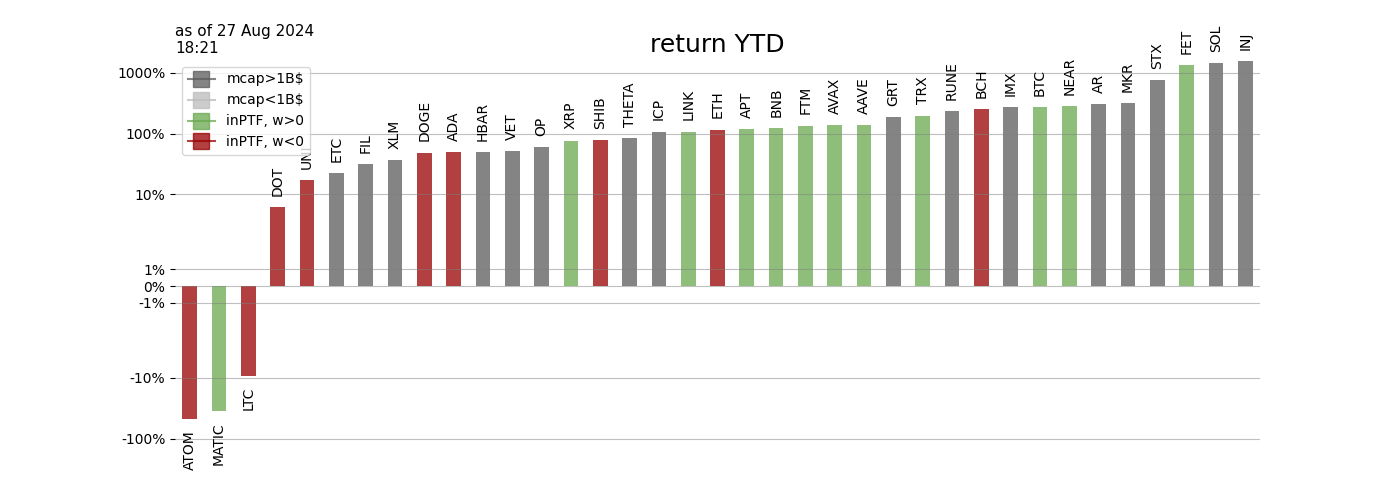 as of 27 Aug 2024
18:21
return YTD
mcap>1B$
mcap<1B$
inPTF, w>0
inPTF, w<0
1000%
100%
10%
1%
0%
-1%
-10%
-100%
ATOM
MATIC
LTC
DOT
ETC
FIL
XLM
DOGE
ADA
HBAR
VET
OP
XRP
SHIB
THETA
ICP
LINK
ETH
APT
BNB
FTM
AVAX
AAVE
GRT
TRX
RUNE
BCH
IMX
BTC
NEAR
AR
MKR
STX
FET
SOL
INJ